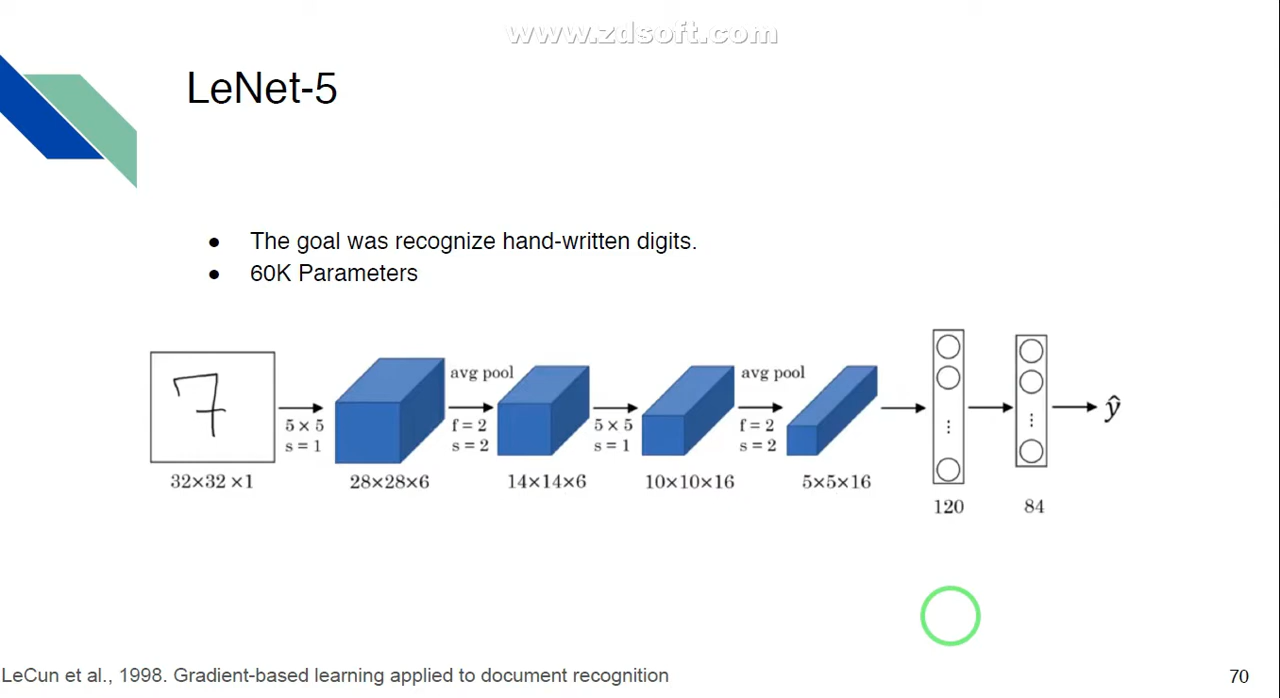 www.zdsoft.com
LeNet-5
● The goal was recognize hand-written digits.
● 60K Parameters
7
32×32 ×1
5 × 5
s = 1
28×28×6
avg pool
f = 2
s = 2
14×14×6
5 × 5
s = 1
10×10×16
avg pool
f = 2
s = 2
5×5×16
⋮
120
⋮
84
ŷ
LeCun et al., 1998. Gradient-based learning applied to document recognition
70